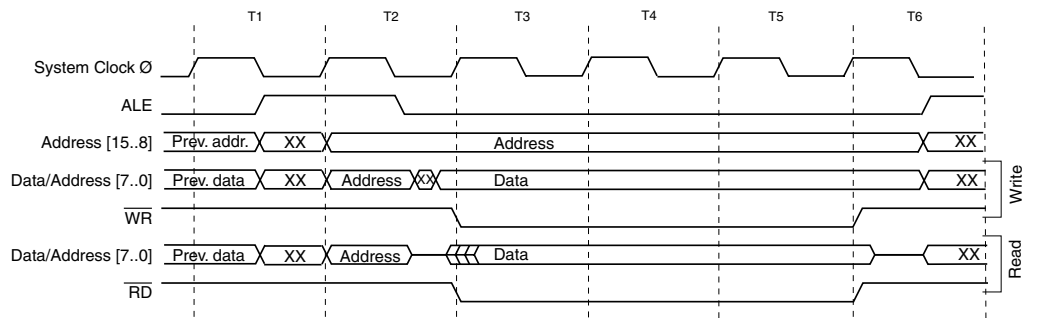 T1 T2 T3 T4 T5 T6
System Clock Ø
ALE
Address [15..8] Prev. addr. XX Address XX
Data/Address [7..0] Prev. data XX Address XX Data XX
WR
Write
Data/Address [7..0] Prev. data XX Address Data XX
RD
Read